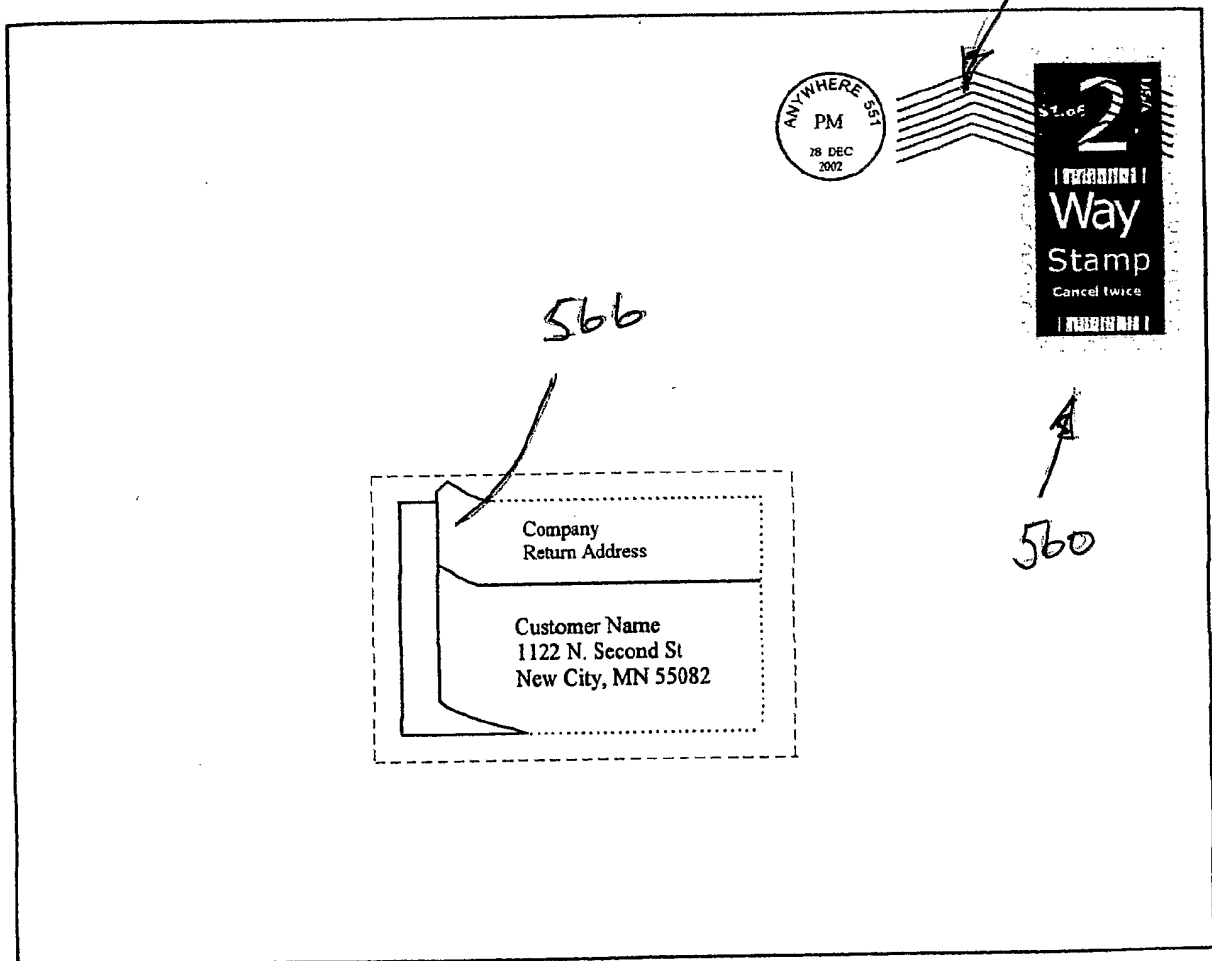 ANYWHERE 551
PM
28 DEC
2002
USA
2
Way
Stamp
Cancel twice
566
560
Company
Return Address
Customer Name
1122 N. Second St
New City, MN 55082